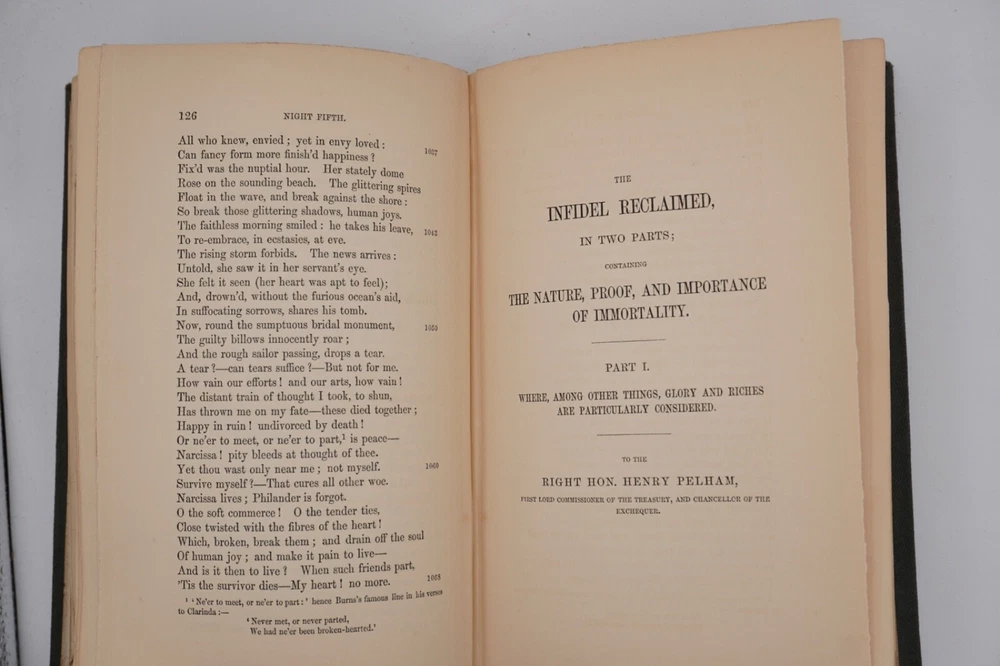 126 NIGHT FIFTH.
All who knew, envied; yet in envy loved:
Can fancy form more finish'd happiness? 1037
Fix'd was the nuptial hour. Her stately dome
Rose on the sounding beach. The glittering spires
Float in the wave, and break against the shore:
So break those glittering shadows, human joys.
The faithless morning smiled: he takes his leave, 1042
To re-embrace, in ecstasies, at eve.
The rising storm forbids. The news arrives:
Untold, she saw it in her servant's eye.
She felt it seen (her heart was apt to feel);
And, drown'd, without the furious ocean's aid,
In suffocating sorrows, shares his tomb.
Now, round the sumptuous bridal monument, 1050
The guilty billows innocently roar;
And the rough sailor passing, drops a tear.
A tear?—can tears suffice?—But not for me.
How vain our efforts! and our arts, how vain!
The distant train of thought I took, to shun,
Has thrown me on my fate—these died together;
Happy in ruin! undivorced by death!
Or ne'er to meet, or ne'er to part,¹ is peace—
Narcissa! pity bleeds at thought of thee.
Yet thou wast only near me; not myself. 1060
Survive myself?—That cures all other woe.
Narcissa lives; Philander is forgot.
O the soft commerce! O the tender ties,
Close twisted with the fibres of the heart!
Which, broken, break them; and drain off the soul
Of human joy; and make it pain to live—
And is it then to live? When such friends part,
'Tis the survivor dies—My heart! no more. 1068
¹ 'Ne'er to meet, or ne'er to part:' hence Burns's famous line in his verses
to Clarinda:—
'Never met, or never parted,
We had ne'er been broken-hearted.'
THE
INFIDEL RECLAIMED,
IN TWO PARTS;
CONTAINING
THE NATURE, PROOF, AND IMPORTANCE
OF IMMORTALITY.
PART I.
WHERE, AMONG OTHER THINGS, GLORY AND RICHES
ARE PARTICULARLY CONSIDERED.
TO THE
RIGHT HON. HENRY PELHAM,
FIRST LORD COMMISSIONER OF THE TREASURY, AND CHANCELLOR OF THE
EXCHEQUER.